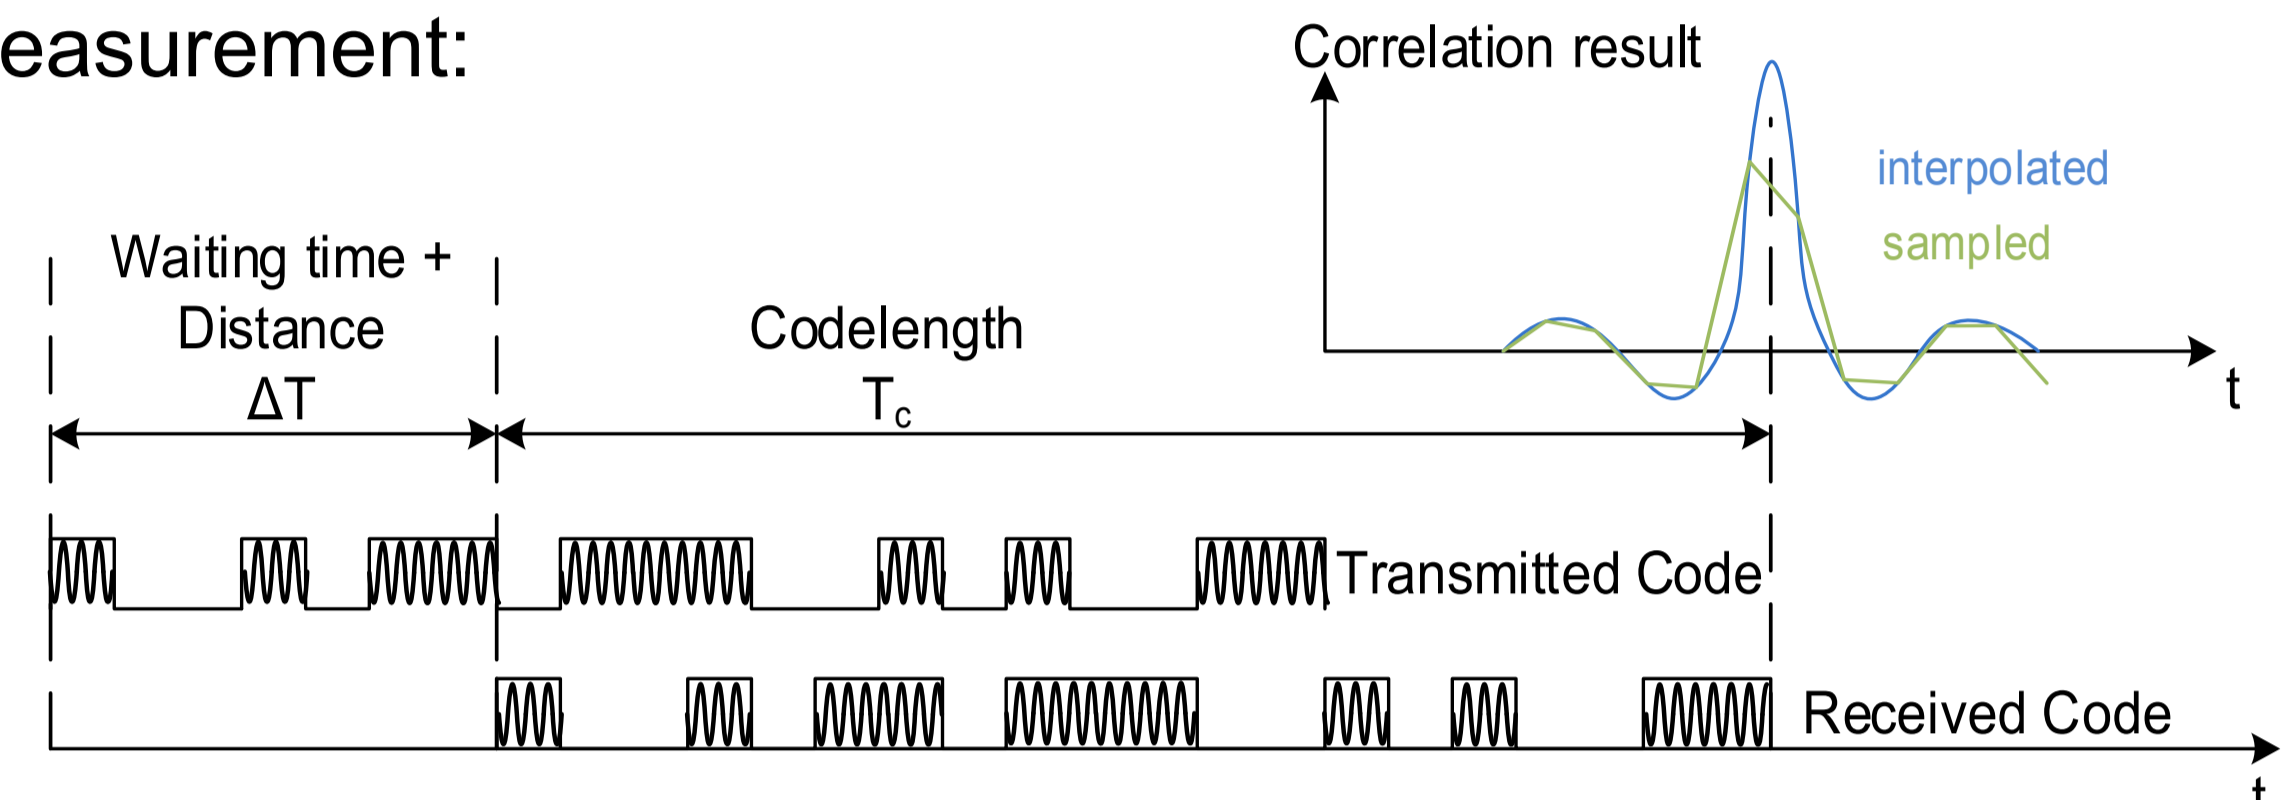 easurement:
Correlation result
interpolated
sampled
t
Waiting time +
Distance
ΔT
Codelength
Tc
Transmitted Code
Received Code
t